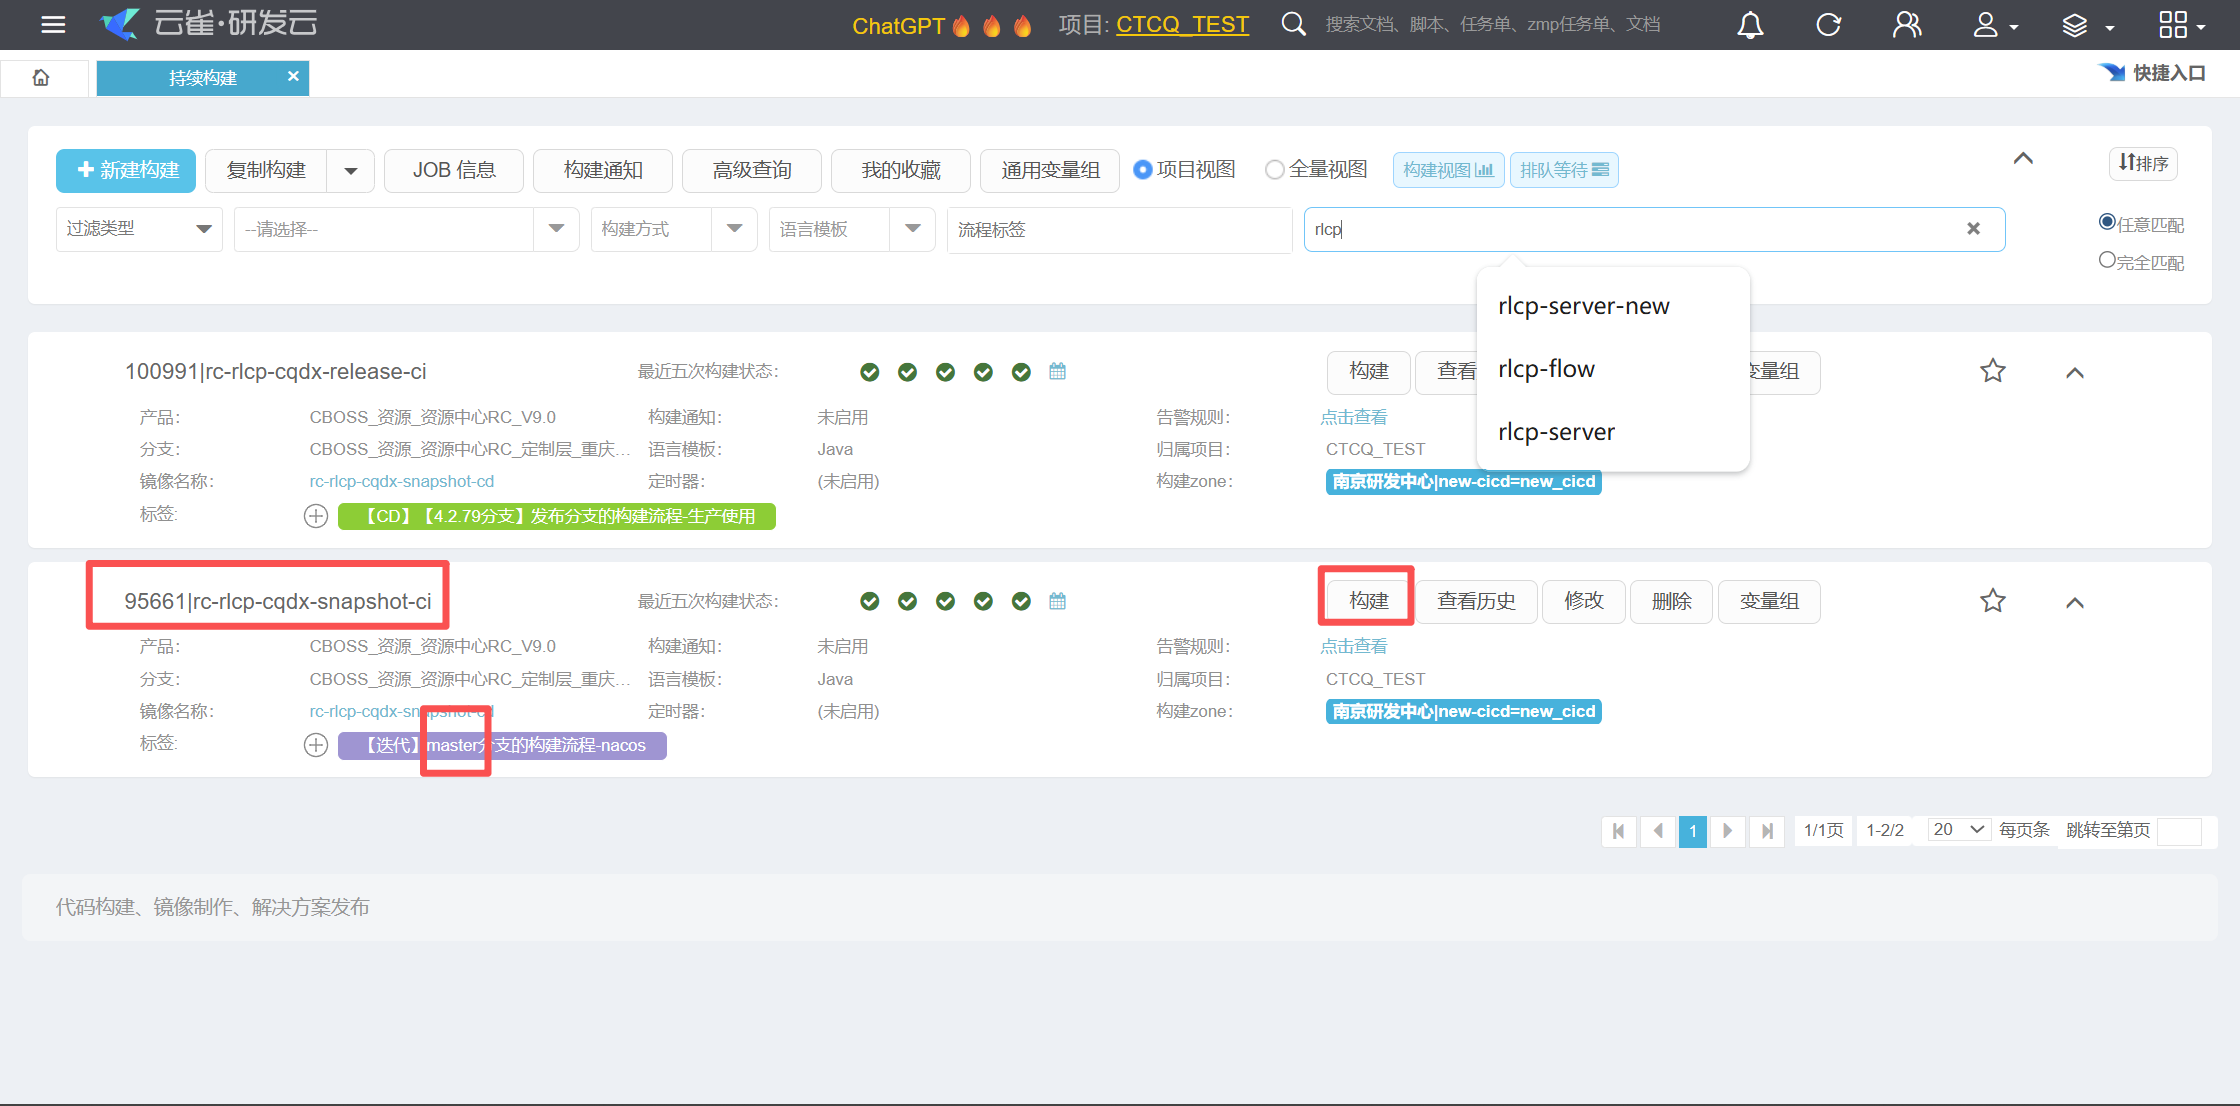 云雀·研发云
ChatGPT
项目: CTCQ_TEST
搜索文档、脚本、任务单、zmp任务单、文档
持续构建
快捷入口
新建构建
复制构建
JOB 信息
构建通知
高级查询
我的收藏
通用变量组
项目视图
全量视图
构建视图
排队等待
排序
过滤类型
--请选择--
构建方式
语言模板
流程标签
rlcp
任意匹配
完全匹配
rlcp-server-new
rlcp-flow
rlcp-server
100991|rc-rlcp-cqdx-release-ci
最近五次构建状态:
构建
查看
变量组
产品:
CBOSS_资源_资源中心RC_V9.0
构建通知:
未启用
告警规则:
点击查看
分支:
CBOSS_资源_资源中心RC_定制层_重庆...
语言模板:
Java
归属项目:
CTCQ_TEST
镜像名称:
rc-rlcp-cqdx-snapshot-cd
定时器:
(未启用)
构建zone:
南京研发中心|new-cicd=new_cicd
标签:
【CD】【4.2.79分支】发布分支的构建流程-生产使用
95661|rc-rlcp-cqdx-snapshot-ci
最近五次构建状态:
构建
查看历史
修改
删除
变量组
产品:
CBOSS_资源_资源中心RC_V9.0
构建通知:
未启用
告警规则:
点击查看
分支:
CBOSS_资源_资源中心RC_定制层_重庆...
语言模板:
Java
归属项目:
CTCQ_TEST
镜像名称:
rc-rlcp-cqdx-snapshot-cd
定时器:
(未启用)
构建zone:
南京研发中心|new-cicd=new_cicd
标签:
【迭代】master分支的构建流程-nacos
1
1/1页
1-2/2
20
每页条
跳转至第页
代码构建、镜像制作、解决方案发布